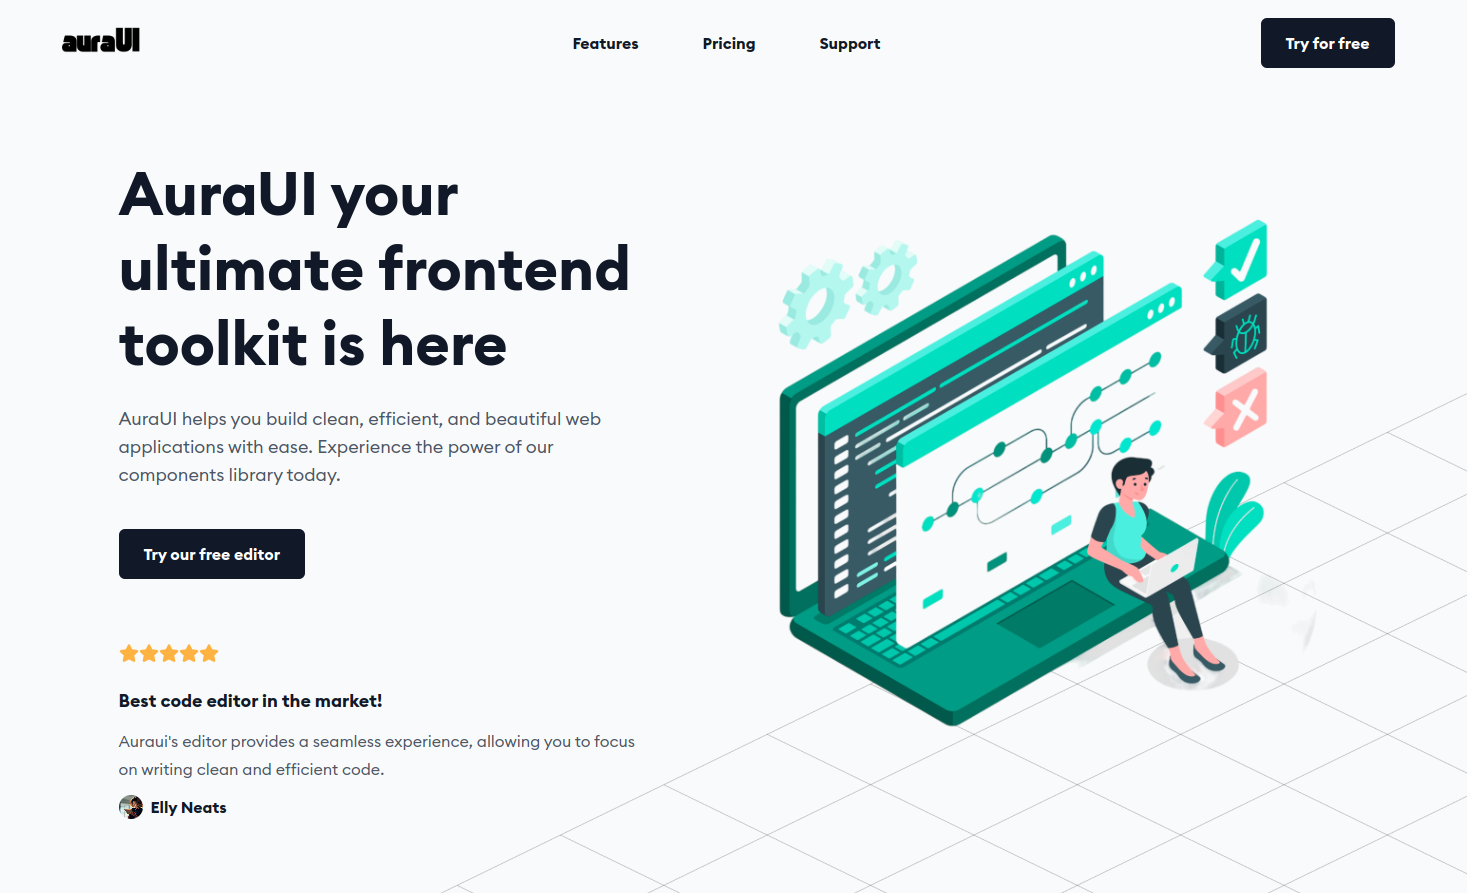 auraUI
Features
Pricing
Support
Try for free
AuraUI your
ultimate frontend
toolkit is here
AuraUI helps you build clean, efficient, and beautiful web
applications with ease. Experience the power of our
components library today.
Try our free editor
Best code editor in the market!
Auraui's editor provides a seamless experience, allowing you to focus
on writing clean and efficient code.
Elly Neats